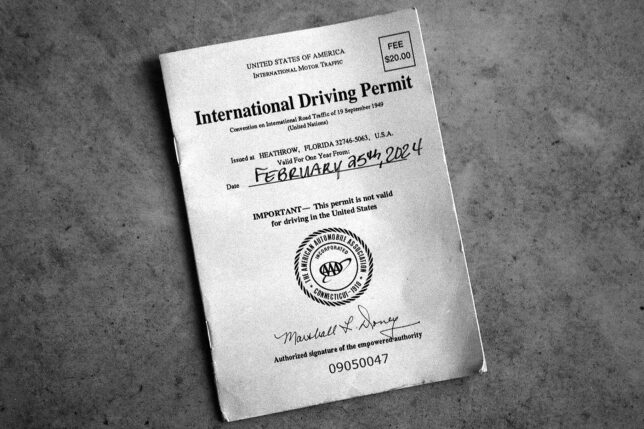 UNITED STATES OF AMERICA
INTERNATIONAL MOTOR TRAFFIC
FEE
$20.00
International Driving Permit
Convention on International Road Traffic of 19 September 1949
(United Nations)
Issued at HEATHROW, FLORIDA 32746-5063, U.S.A.
Valid For One Year From:
Date FEBRUARY 25th, 2024
IMPORTANT— This permit is not valid
for driving in the United States
THE AMERICAN AUTOMOBILE ASSOCIATION
INCORPORATED
AAA
CONNECTICUT-1910
Marshall L. Doney
Authorized signature of the empowered authority
09050047